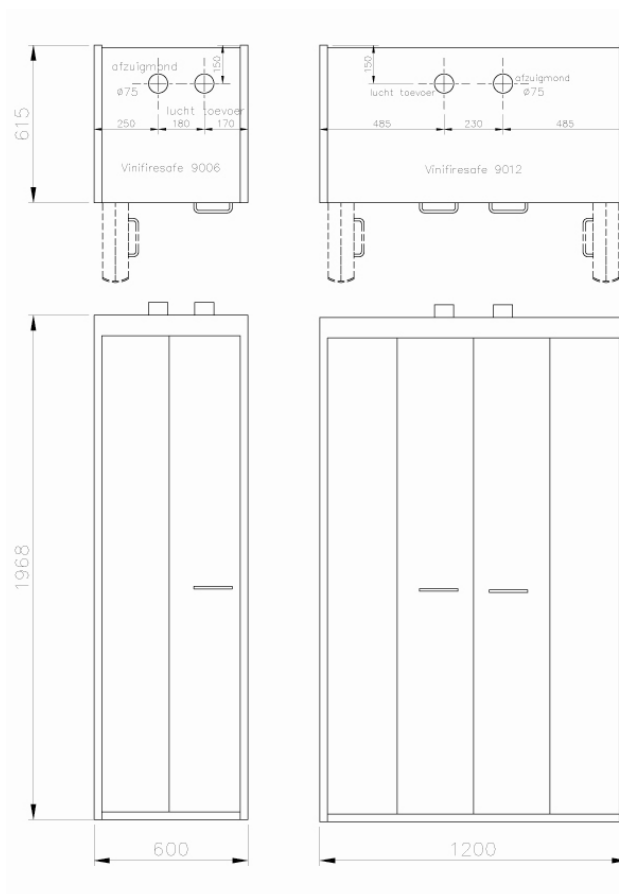 afzuigmond
ø75
150
lucht toevoer
250
180
170
615
Vinifiresafe 9006
150
lucht toevoer
afzuigmond
ø75
485
230
485
Vinifiresafe 9012
1968
600
1200